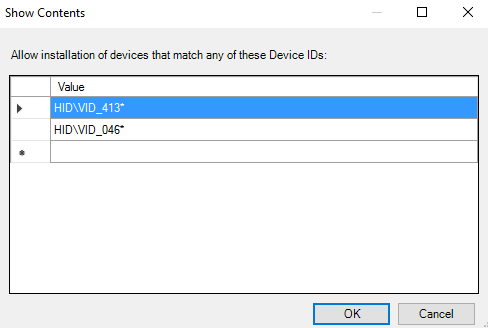 Show Contents
Allow installation of devices that match any of these Device IDs:
Value
HID\VID_413*
HID\VID_046*
OK Cancel